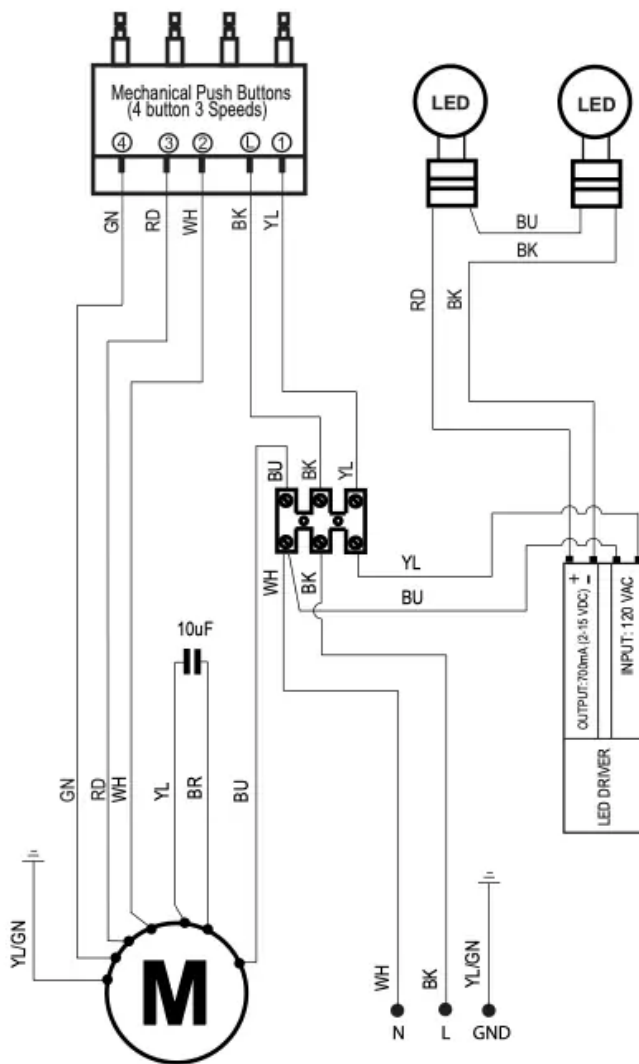 Mechanical Push Buttons
(4 button 3 Speeds)
4 3 2 L 1
GN RD WH BK YL
LED LED
BU
BK
RD BK
BU BK YL
WH BK
YL
BU
10uF
GN RD WH YL BR BU
+
-
OUTPUT:700mA (2-15 VDC)
INPUT: 120 VAC
LED DRIVER
YL/GN
M
WH BK YL/GN
N L GND